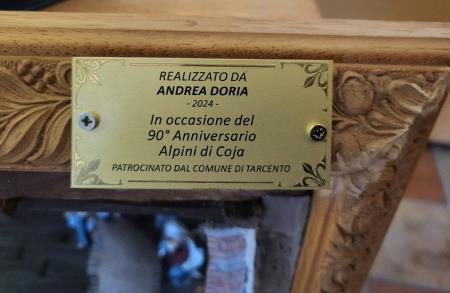 REALIZZATO DA
ANDREA DORIA
- 2024 -
In occasione del
90° Anniversario
Alpini di Coja
PATROCINATO DAL COMUNE DI TARCENTO